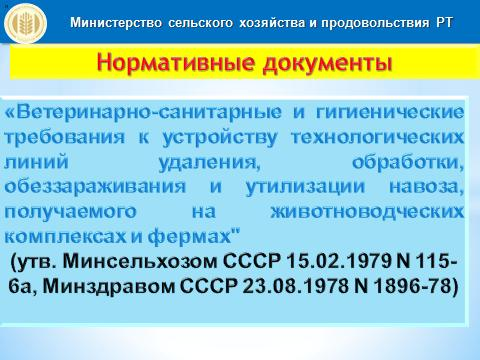 Министерство сельского хозяйства и продовольствия РТ
Нормативные документы
«Ветеринарно-санитарные и гигиенические
требования к устройству технологических
линий удаления, обработки,
обеззараживания и утилизации навоза,
получаемого на животноводческих
комплексах и фермах"
(утв. Минсельхозом СССР 15.02.1979 N 115-
6а, Минздравом СССР 23.08.1978 N 1896-78)